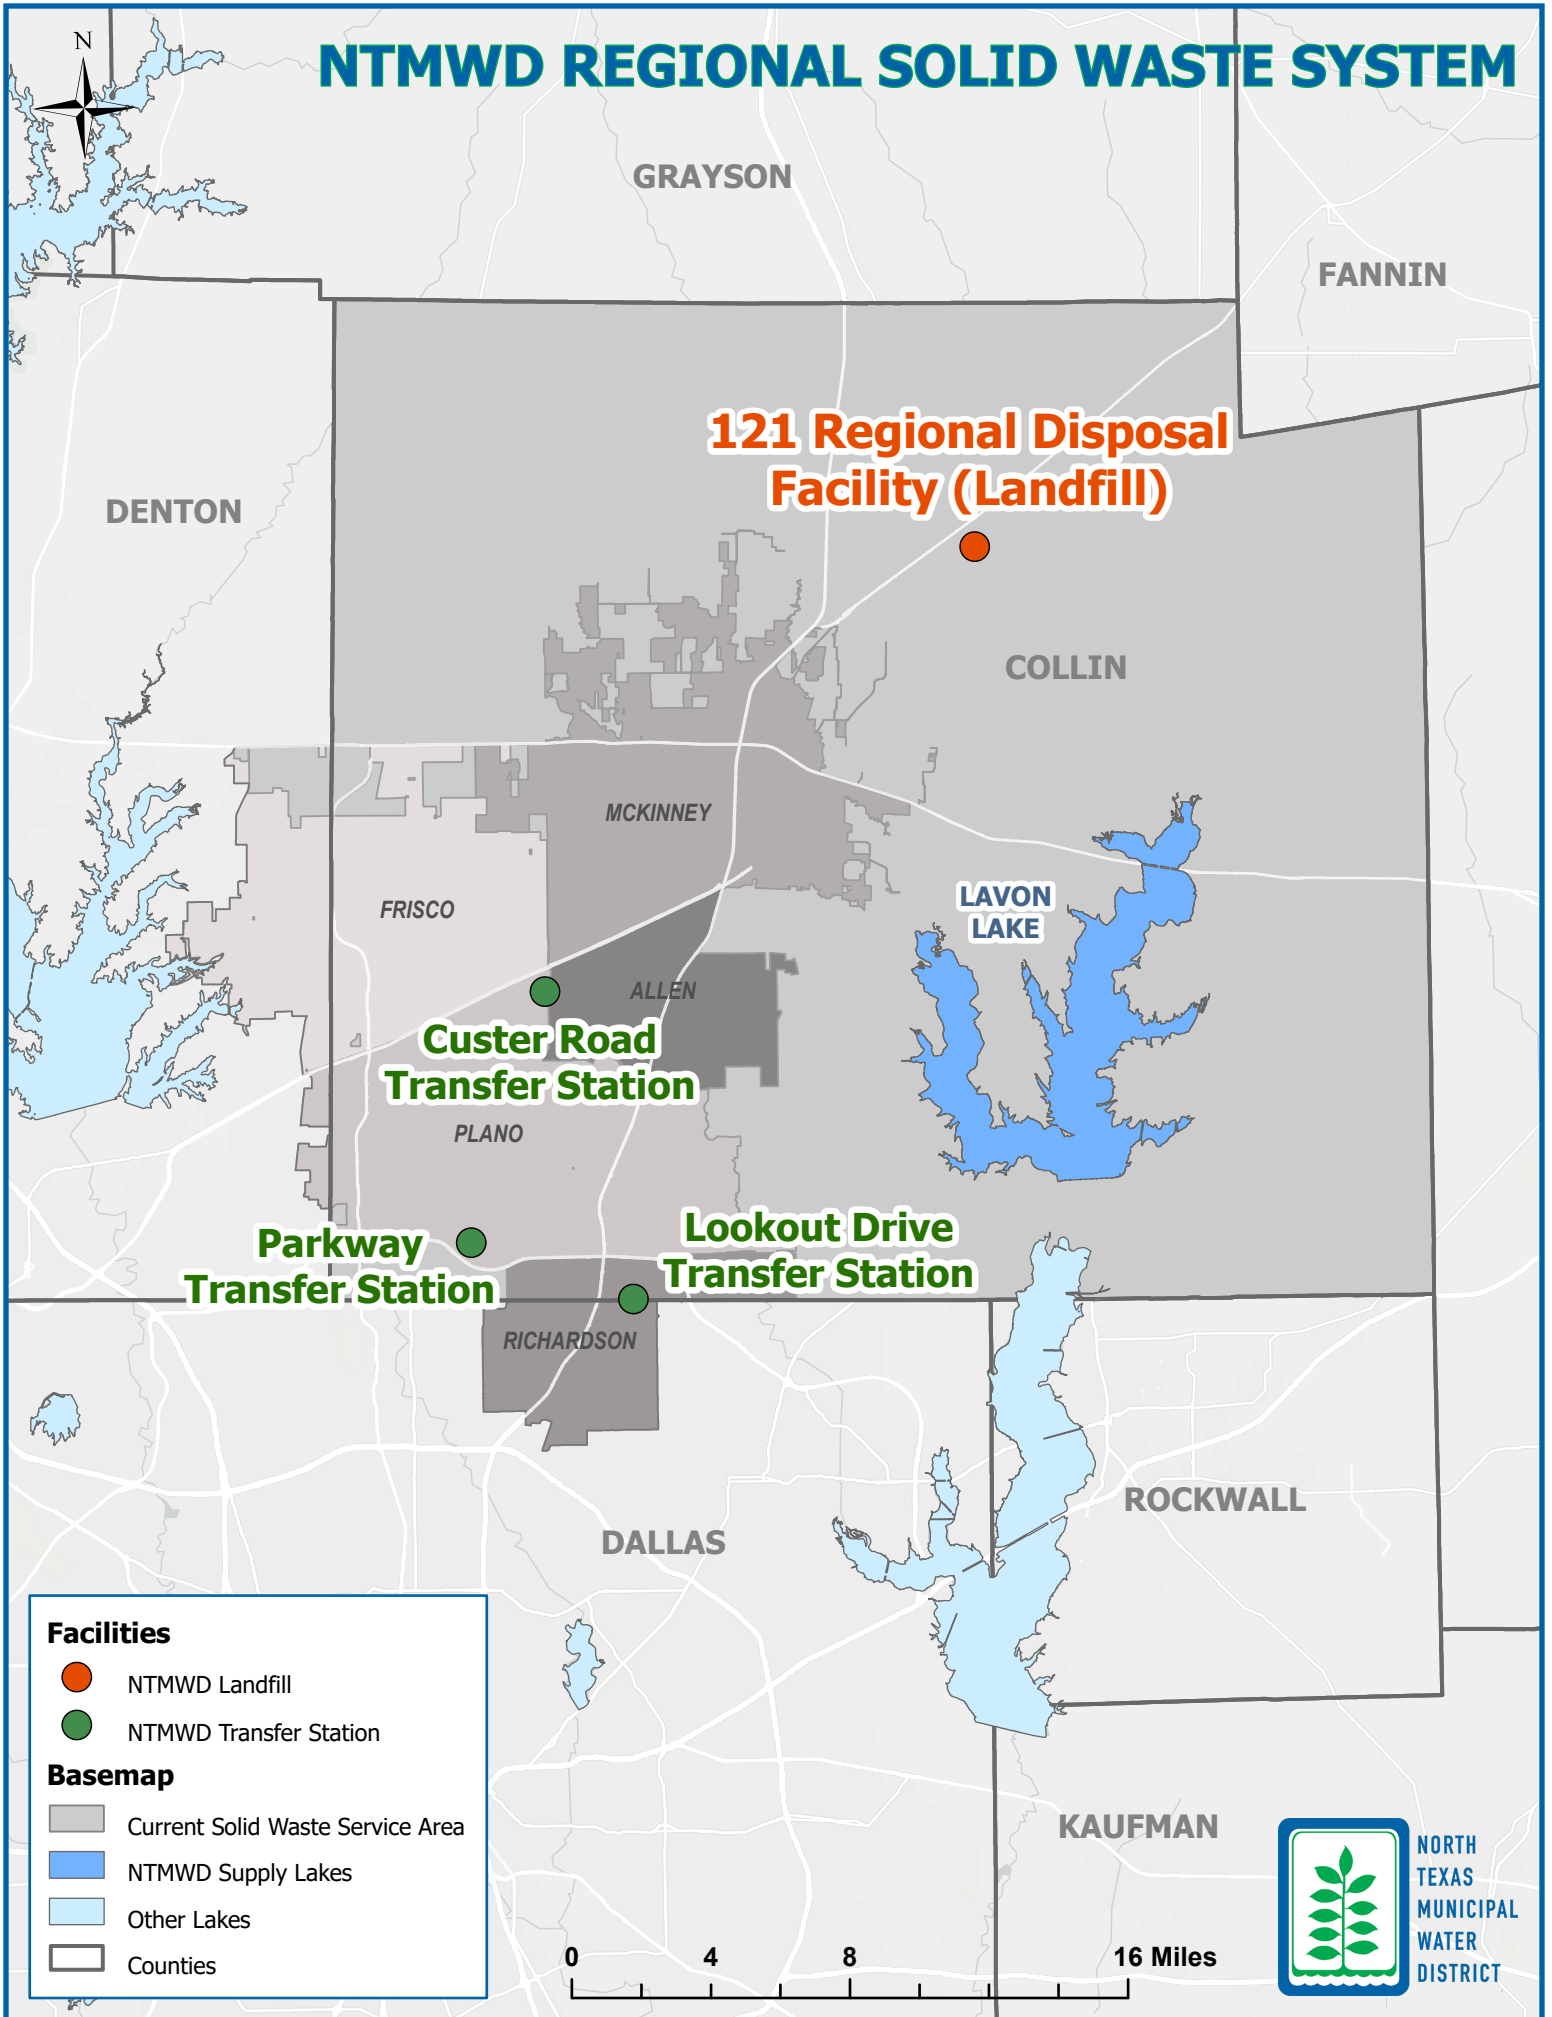 N
NTMWD REGIONAL SOLID WASTE SYSTEM
GRAYSON
FANNIN
121 Regional Disposal
Facility (Landfill)
DENTON
COLLIN
MCKINNEY
LAVON
LAKE
FRISCO
ALLEN
Custer Road
Transfer Station
PLANO
Parkway
Transfer Station
Lookout Drive
Transfer Station
RICHARDSON
ROCKWALL
DALLAS
KAUFMAN
Facilities
NTMWD Landfill
NTMWD Transfer Station
Basemap
Current Solid Waste Service Area
NTMWD Supply Lakes
Other Lakes
Counties
0 4 8 16 Miles
NORTH
TEXAS
MUNICIPAL
WATER
DISTRICT